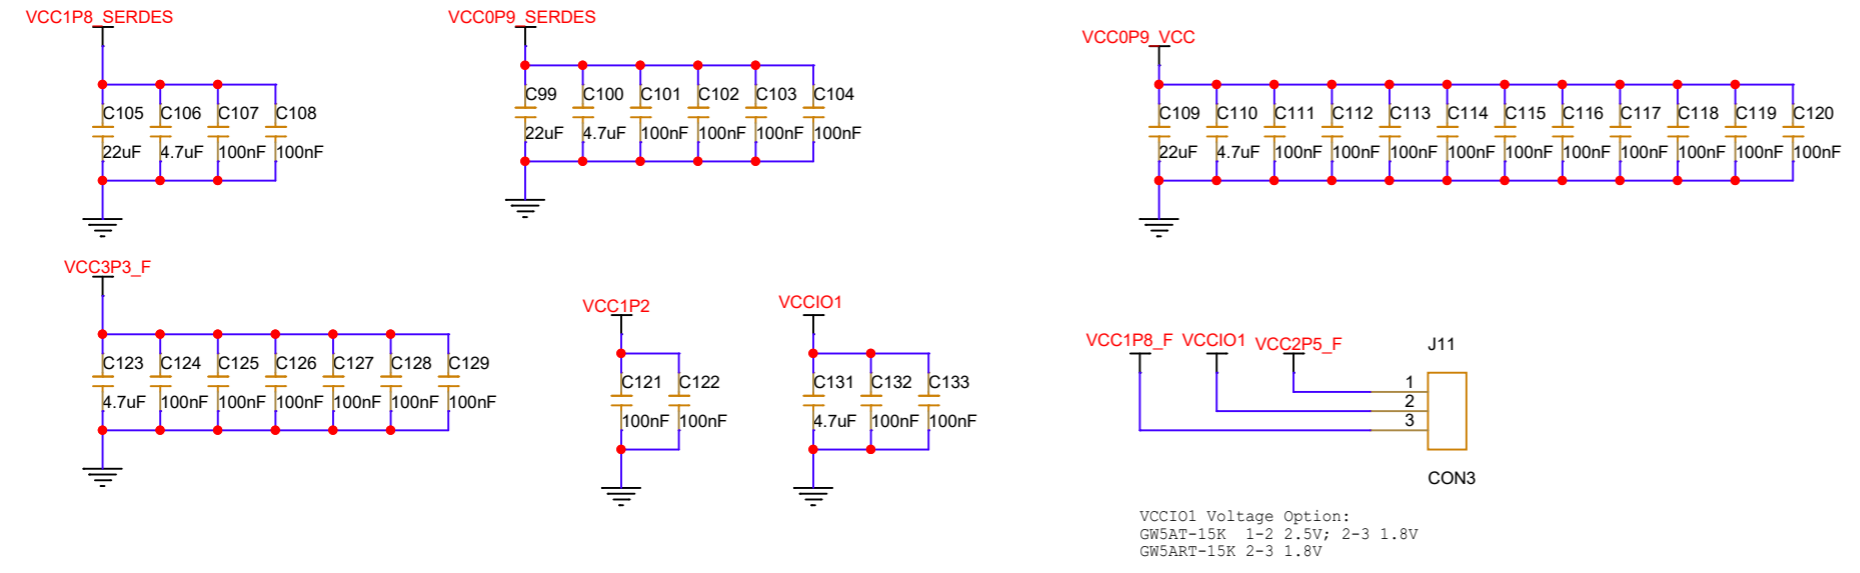 VCC1P8_SERDES
C105 C106 C107 C108
22uF 4.7uF 100nF 100nF
VCC0P9_SERDES
C99 C100 C101 C102 C103 C104
22uF 4.7uF 100nF 100nF 100nF 100nF
VCC0P9_VCC
C109 C110 C111 C112 C113 C114 C115 C116 C117 C118 C119 C120
22uF 4.7uF 100nF 100nF 100nF 100nF 100nF 100nF 100nF 100nF 100nF 100nF
VCC3P3_F
C123 C124 C125 C126 C127 C128 C129
4.7uF 100nF 100nF 100nF 100nF 100nF 100nF
VCC1P2
C121 C122
100nF 100nF
VCCIO1
C131 C132 C133
4.7uF 100nF 100nF
VCC1P8_F VCCIO1 VCC2P5_F
J11
1
2
3
CON3
VCCIO1 Voltage Option:
GW5AT-15K 1-2 2.5V; 2-3 1.8V
GW5ART-15K 2-3 1.8V